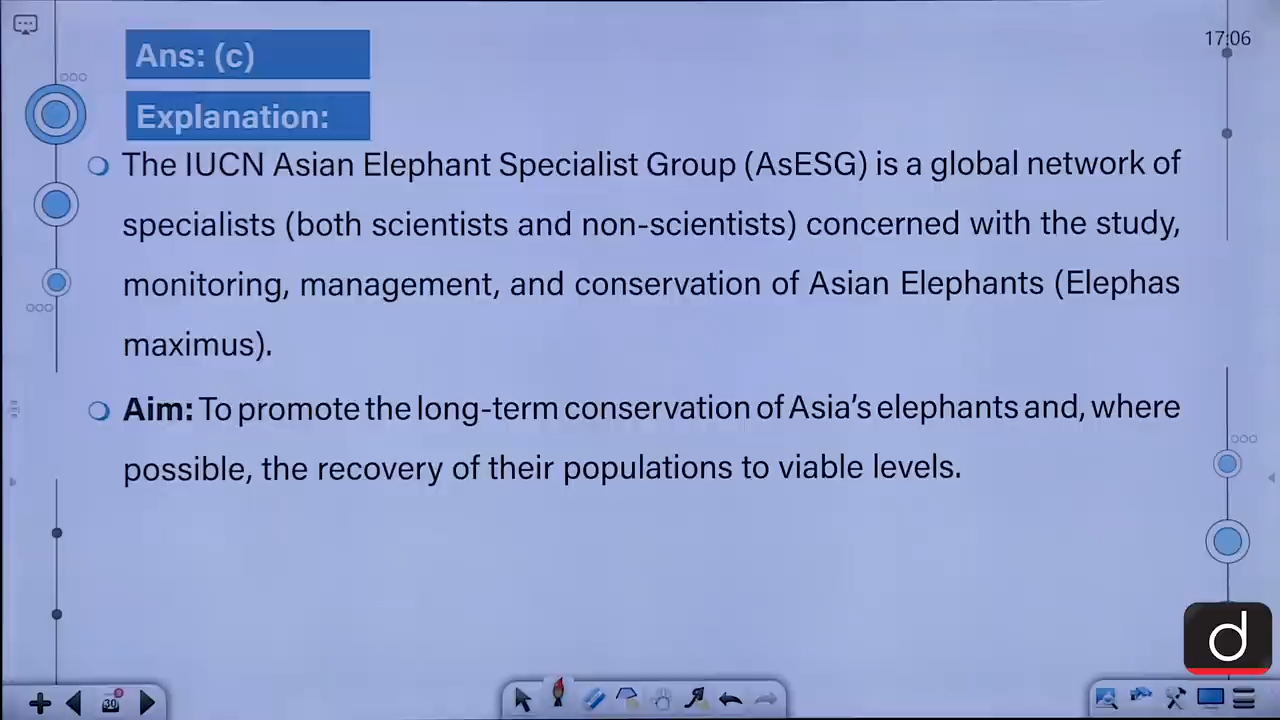 17:06
Ans: (c)
Explanation:
The IUCN Asian Elephant Specialist Group (AsESG) is a global network of
specialists (both scientists and non-scientists) concerned with the study,
monitoring, management, and conservation of Asian Elephants (Elephas
maximus).
Aim: To promote the long-term conservation of Asia's elephants and, where
possible, the recovery of their populations to viable levels.
d
30